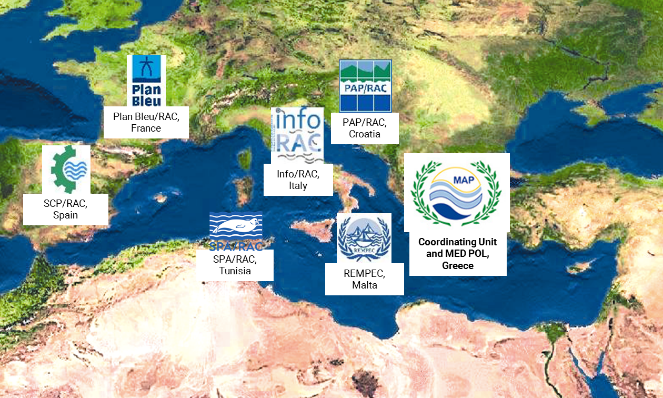 Plan
Bleu
Plan Bleu/RAC,
France
PAP/RAC
PAP/RAC,
Croatia
info
RAC
Info/RAC,
Italy
SCP/RAC,
Spain
MAP
Coordinating Unit
and MED POL,
Greece
SPA/RAC
SPA/RAC,
Tunisia
REMPEC
REMPEC,
Malta